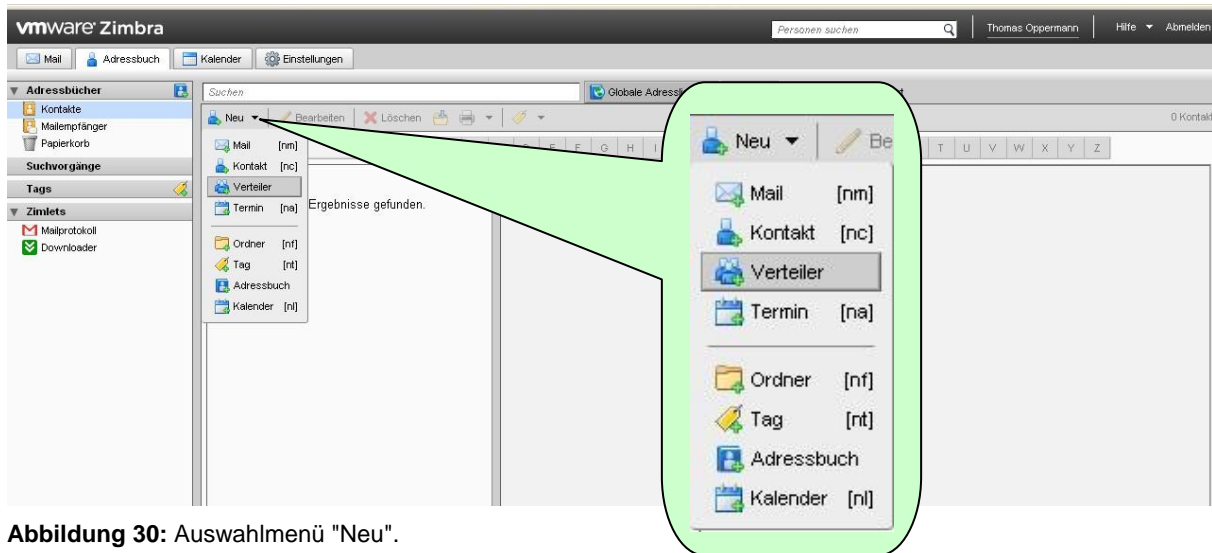 vmware Zimbra
Personen suchen
Thomas Oppermann
Hilfe
Abmelden
Mail
Adressbuch
Kalender
Einstellungen
Adressbücher
Kontakte
Mailempfänger
Papierkorb
Suchvorgänge
Tags
Zimlets
Mailprotokoll
Downloader
Suchen
Globale Adressli
Neu
Bearbeiten
Löschen
0 Kontakt
E F G H I
T U V W X Y Z
Mail [nm]
Kontakt [nc]
Verteiler
Termin [na]
Ordner [nf]
Tag [nt]
Adressbuch
Kalender [nl]
Ergebnisse gefunden.
Neu
Be
Mail [nm]
Kontakt [nc]
Verteiler
Termin [na]
Ordner [nf]
Tag [nt]
Adressbuch
Kalender [nl]
Abbildung 30: Auswahlmenü "Neu".